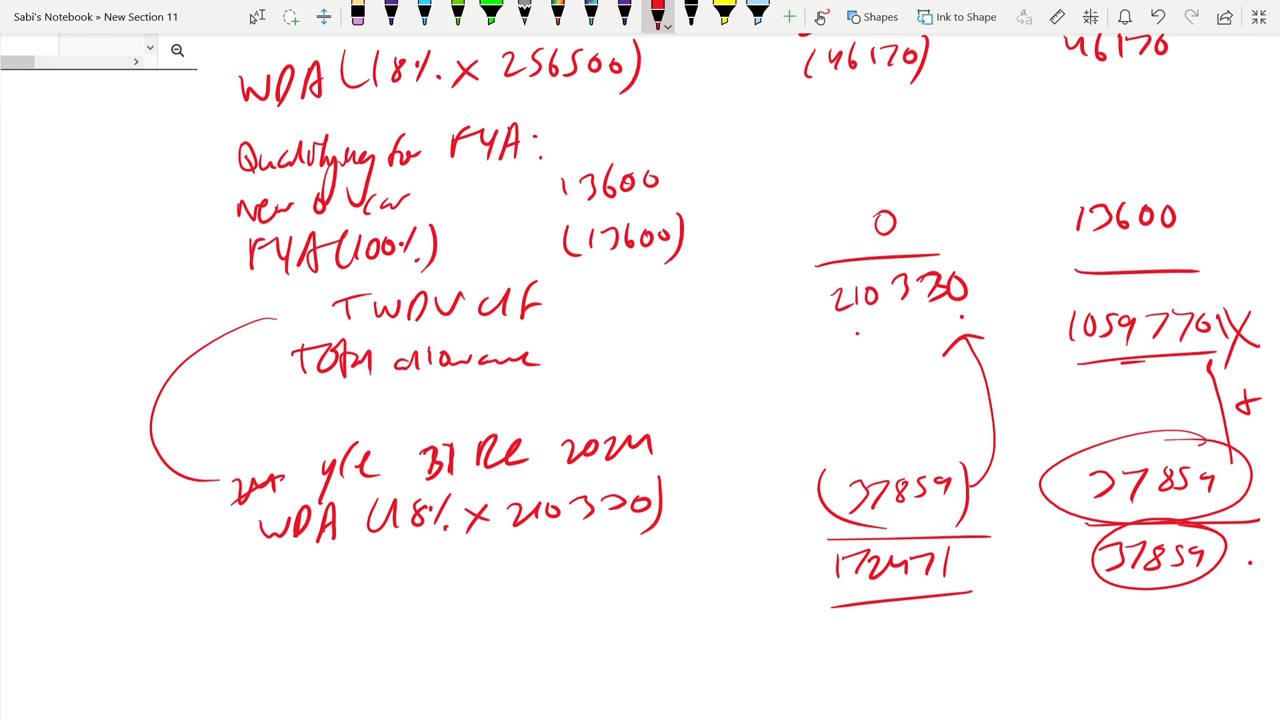 Sabi's Notebook » New Section 11
Shapes Ink to Shape
WDA (18% × 256500) (46170) 46170
Qualifying for FYA:
New car 13600
FYA (100%) (13600) 0 13600
TWDV c/f 210330 1059770
Total allowance
y/e 31 Dec 2024
WDA (18% × 210330) (37859) 37859
172471 37859